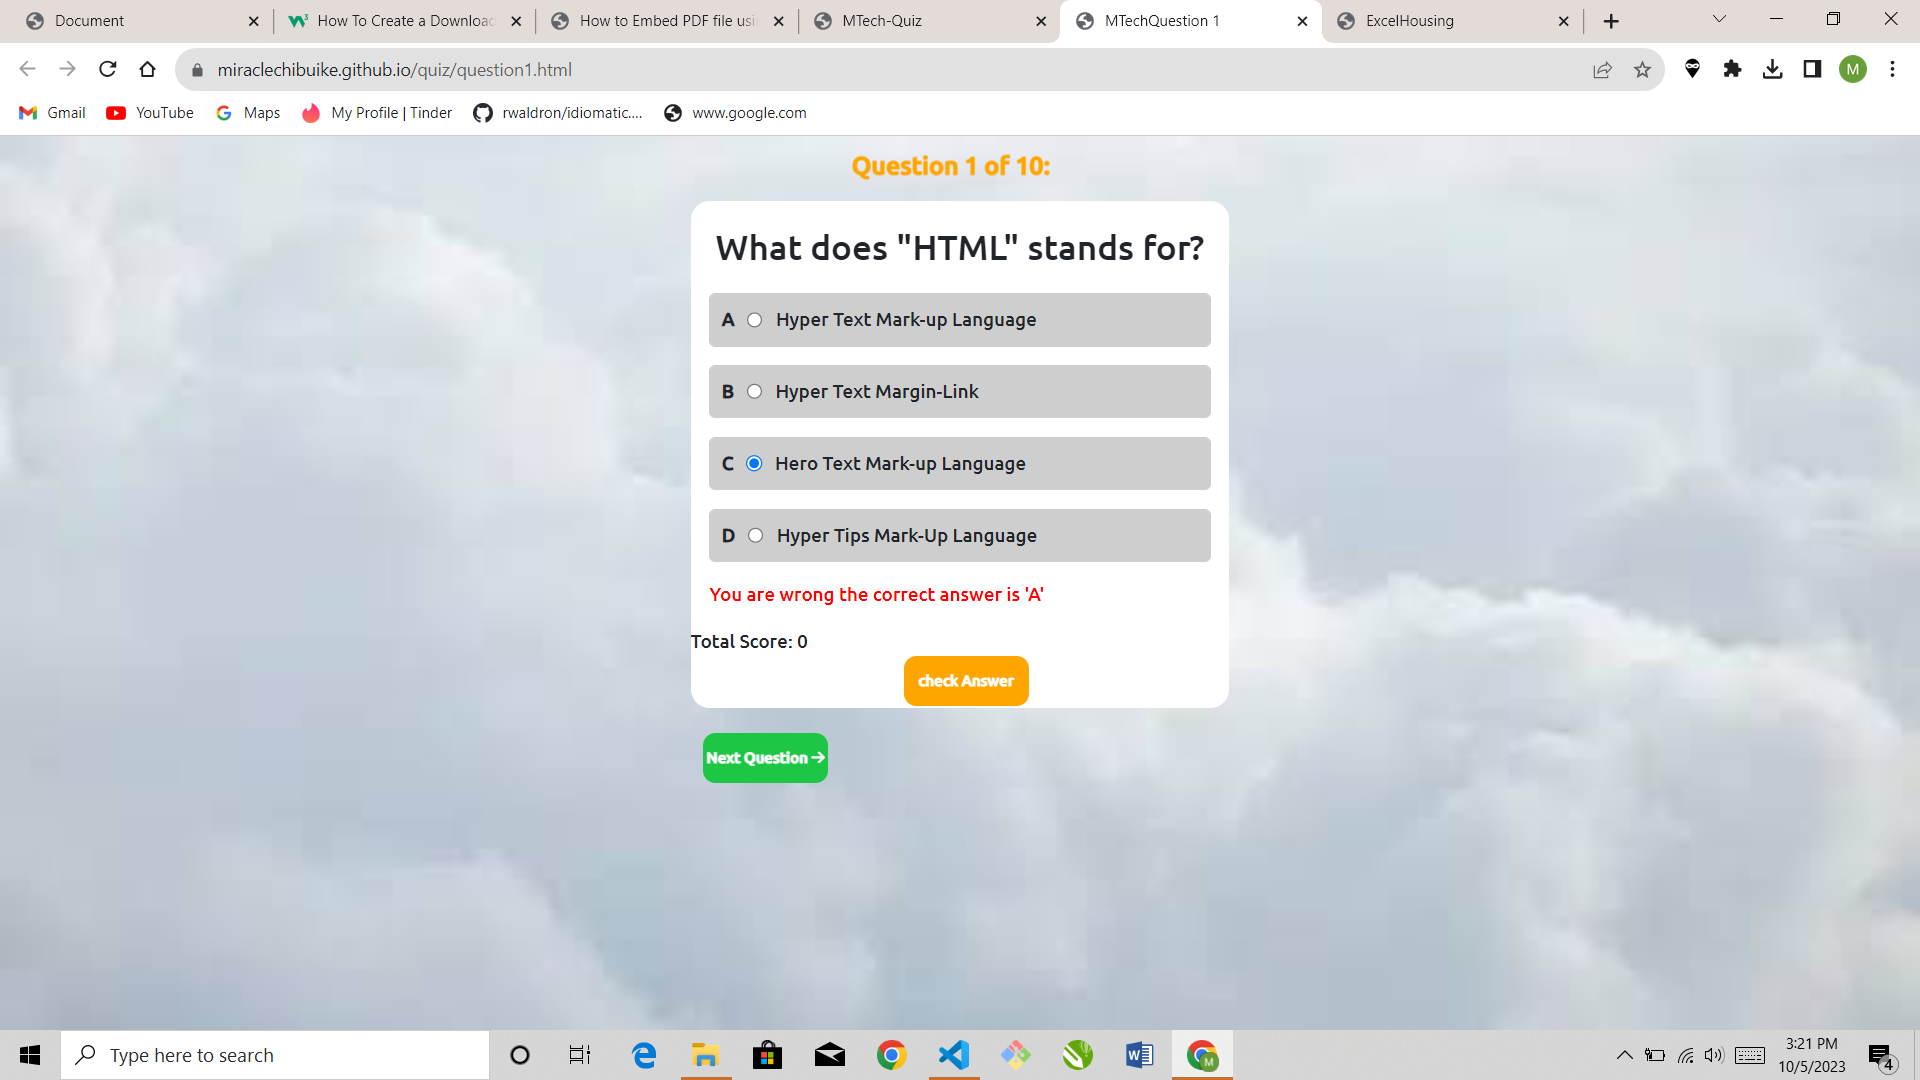 Document
How To Create a Downloa
How to Embed PDF file usi
MTech-Quiz
MTechQuestion 1
ExcelHousing
miraclechibuike.github.io/quiz/question1.html
M
Gmail
YouTube
Maps
My Profile | Tinder
rwaldron/idiomatic....
www.google.com
Question 1 of 10:
What does "HTML" stands for?
A Hyper Text Mark-up Language
B Hyper Text Margin-Link
C Hero Text Mark-up Language
D Hyper Tips Mark-Up Language
You are wrong the correct answer is 'A'
Total Score: 0
check Answer
Next Question →
Type here to search
3:21 PM
10/5/2023
4